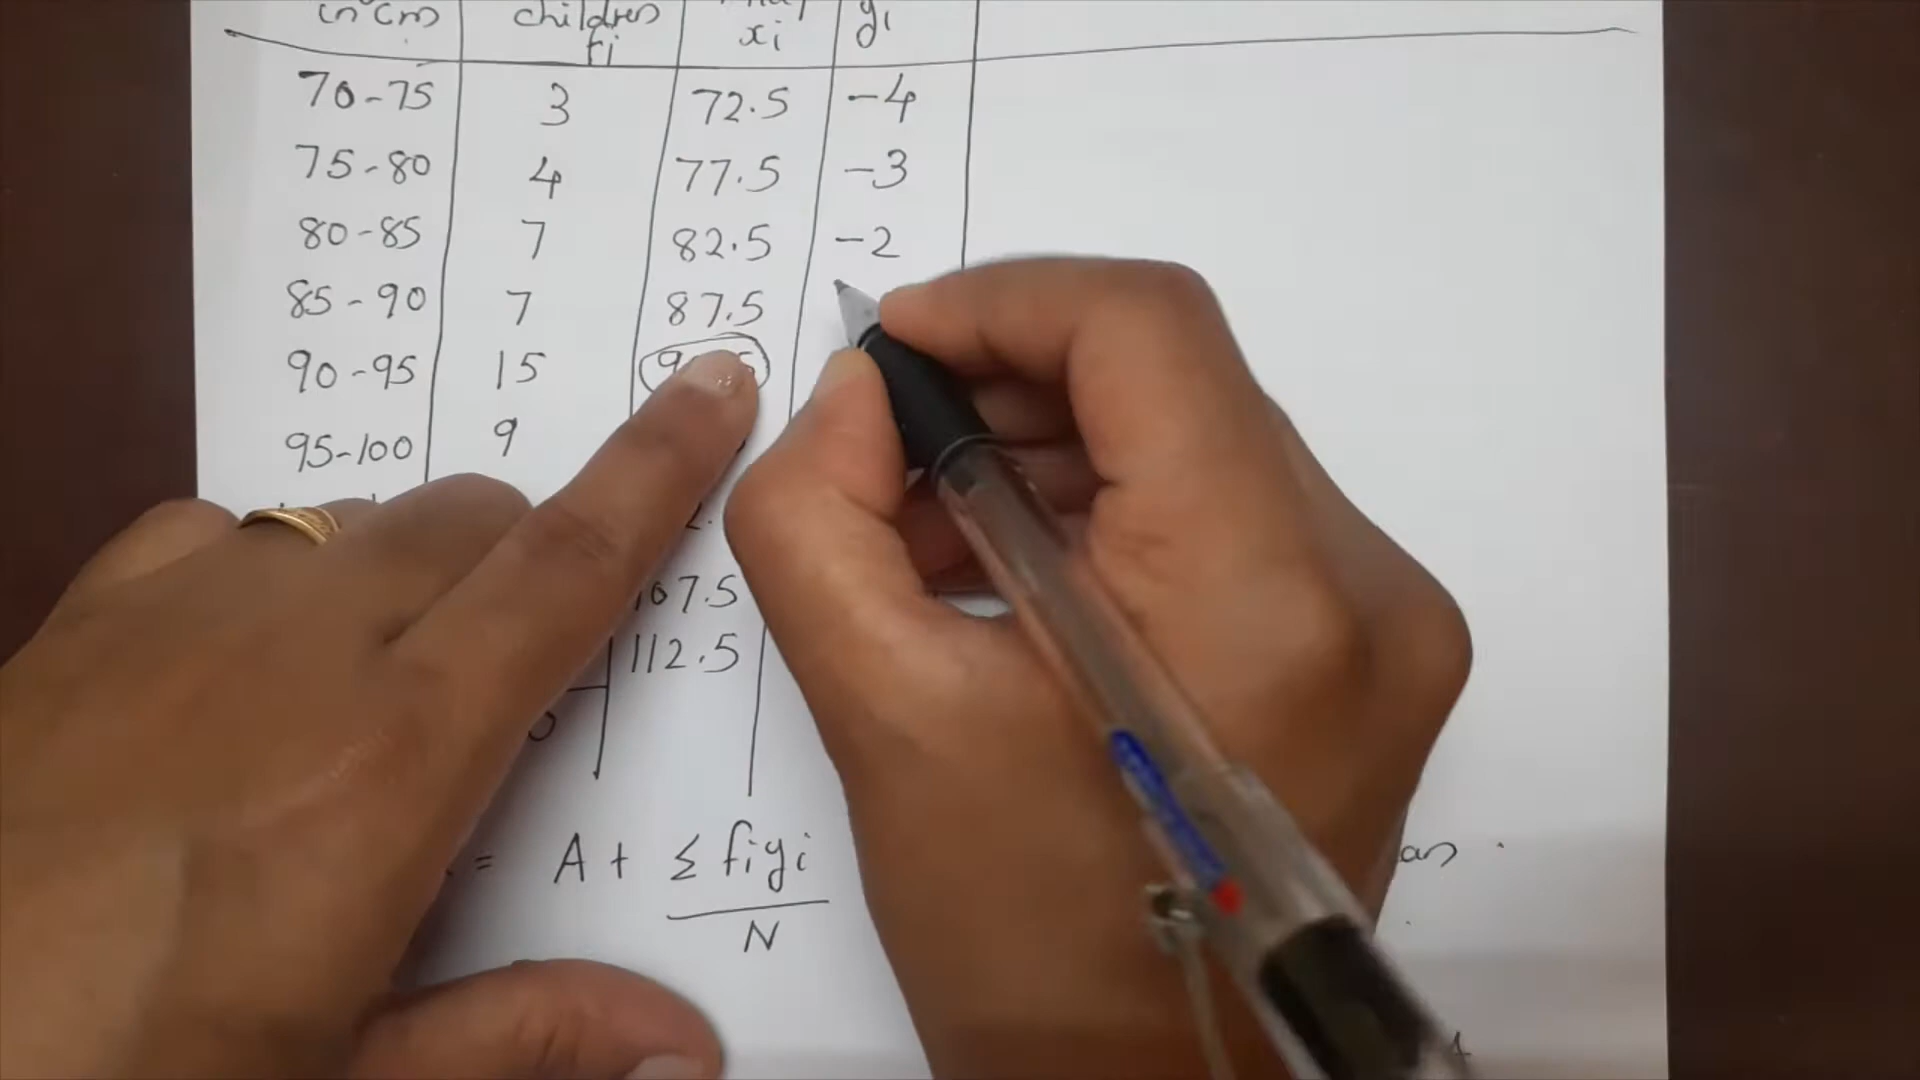 in cm children xi yi
fi
70-75 3 72.5 -4
75-80 4 77.5 -3
80-85 7 82.5 -2
85-90 7 87.5
90-95 15
95-100 9
107.5
112.5
= A + Σ fiyi
N